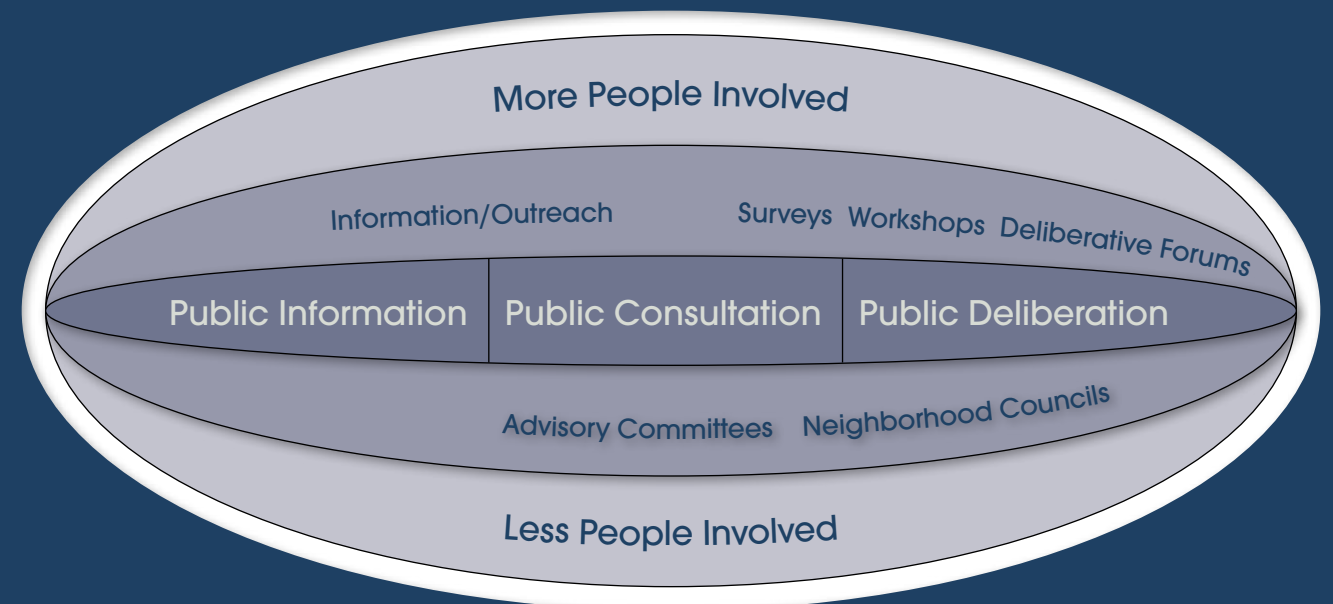 More People Involved
Information/Outreach Surveys Workshops Deliberative Forums
Public Information Public Consultation Public Deliberation
Advisory Committees Neighborhood Councils
Less People Involved